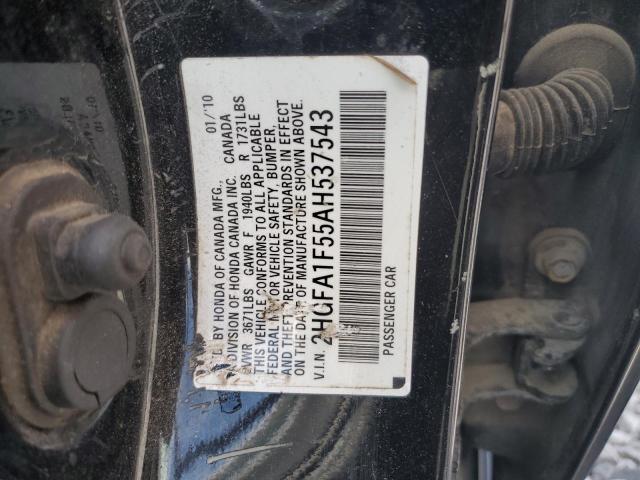 BY HONDA OF CANADA MFG., 01/'10
DIVISION OF HONDA CANADA INC. CANADA
GVWR 3671LBS GAWR F 1940LBS R 1731LBS
THIS VEHICLE CONFORMS TO ALL APPLICABLE
FEDERAL VEHICLE SAFETY, BUMPER,
AND THEFT PREVENTION STANDARDS IN EFFECT
ON THE DATE OF MANUFACTURE SHOWN ABOVE.
V.I.N. 2HGFA1F55AH537543
PASSENGER CAR